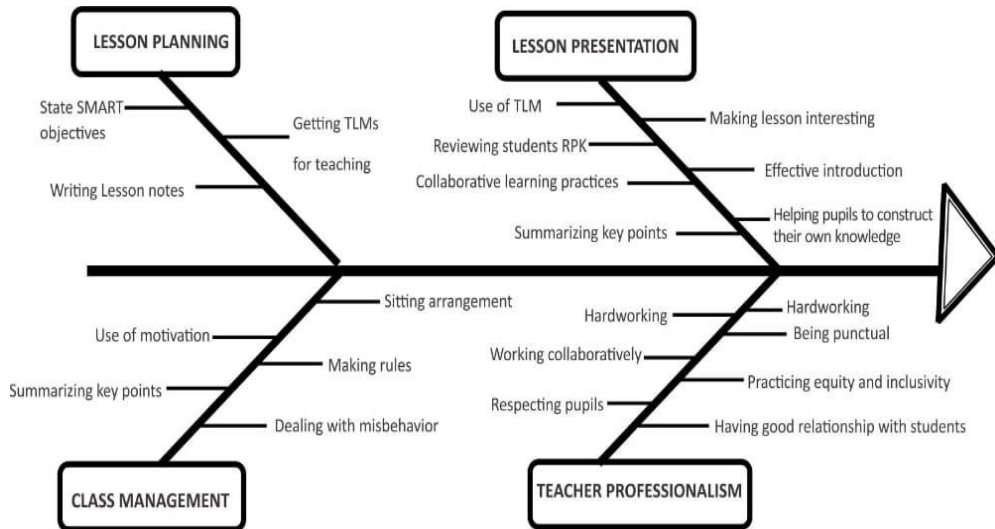 LESSON PLANNING
State SMART
objectives
Getting TLMs
for teaching
Writing Lesson notes
LESSON PRESENTATION
Use of TLM
Making lesson interesting
Reviewing students RPK
Effective introduction
Collaborative learning practices
Helping pupils to construct
their own knowledge
Summarizing key points
Sitting arrangement
Use of motivation
Making rules
Summarizing key points
Dealing with misbehavior
CLASS MANAGEMENT
Hardworking
Hardworking
Being punctual
Working collaboratively
Practicing equity and inclusivity
Respecting pupils
Having good relationship with students
TEACHER PROFESSIONALISM